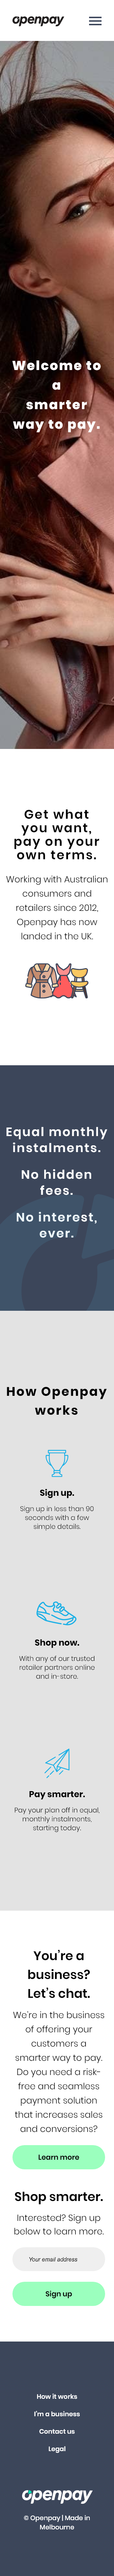 openpay
Welcome to
a
smarter
way to pay.
Get what
you want,
pay on your
own terms.
Working with Australian
consumers and
retailers since 2012,
Openpay has now
landed in the UK.
Equal monthly
instalments.
No hidden
fees.
No interest,
ever.
How Openpay
works
Sign up.
Sign up in less than 90
seconds with a few
simple details.
Shop now.
With any of our trusted
retailer partners online
and in-store.
Pay smarter.
Pay your plan off in equal,
monthly instalments,
starting today.
You're a
business?
Let's chat.
We're in the business
of offering your
customers a
smarter way to pay.
Do you need a risk-
free and seamless
payment solution
that increases sales
and conversions?
Learn more
Shop smarter.
Interested? Sign up
below to learn more.
Your email address
Sign up
How it works
I'm a business
Contact us
Legal
openpay
© Openpay | Made in
Melbourne